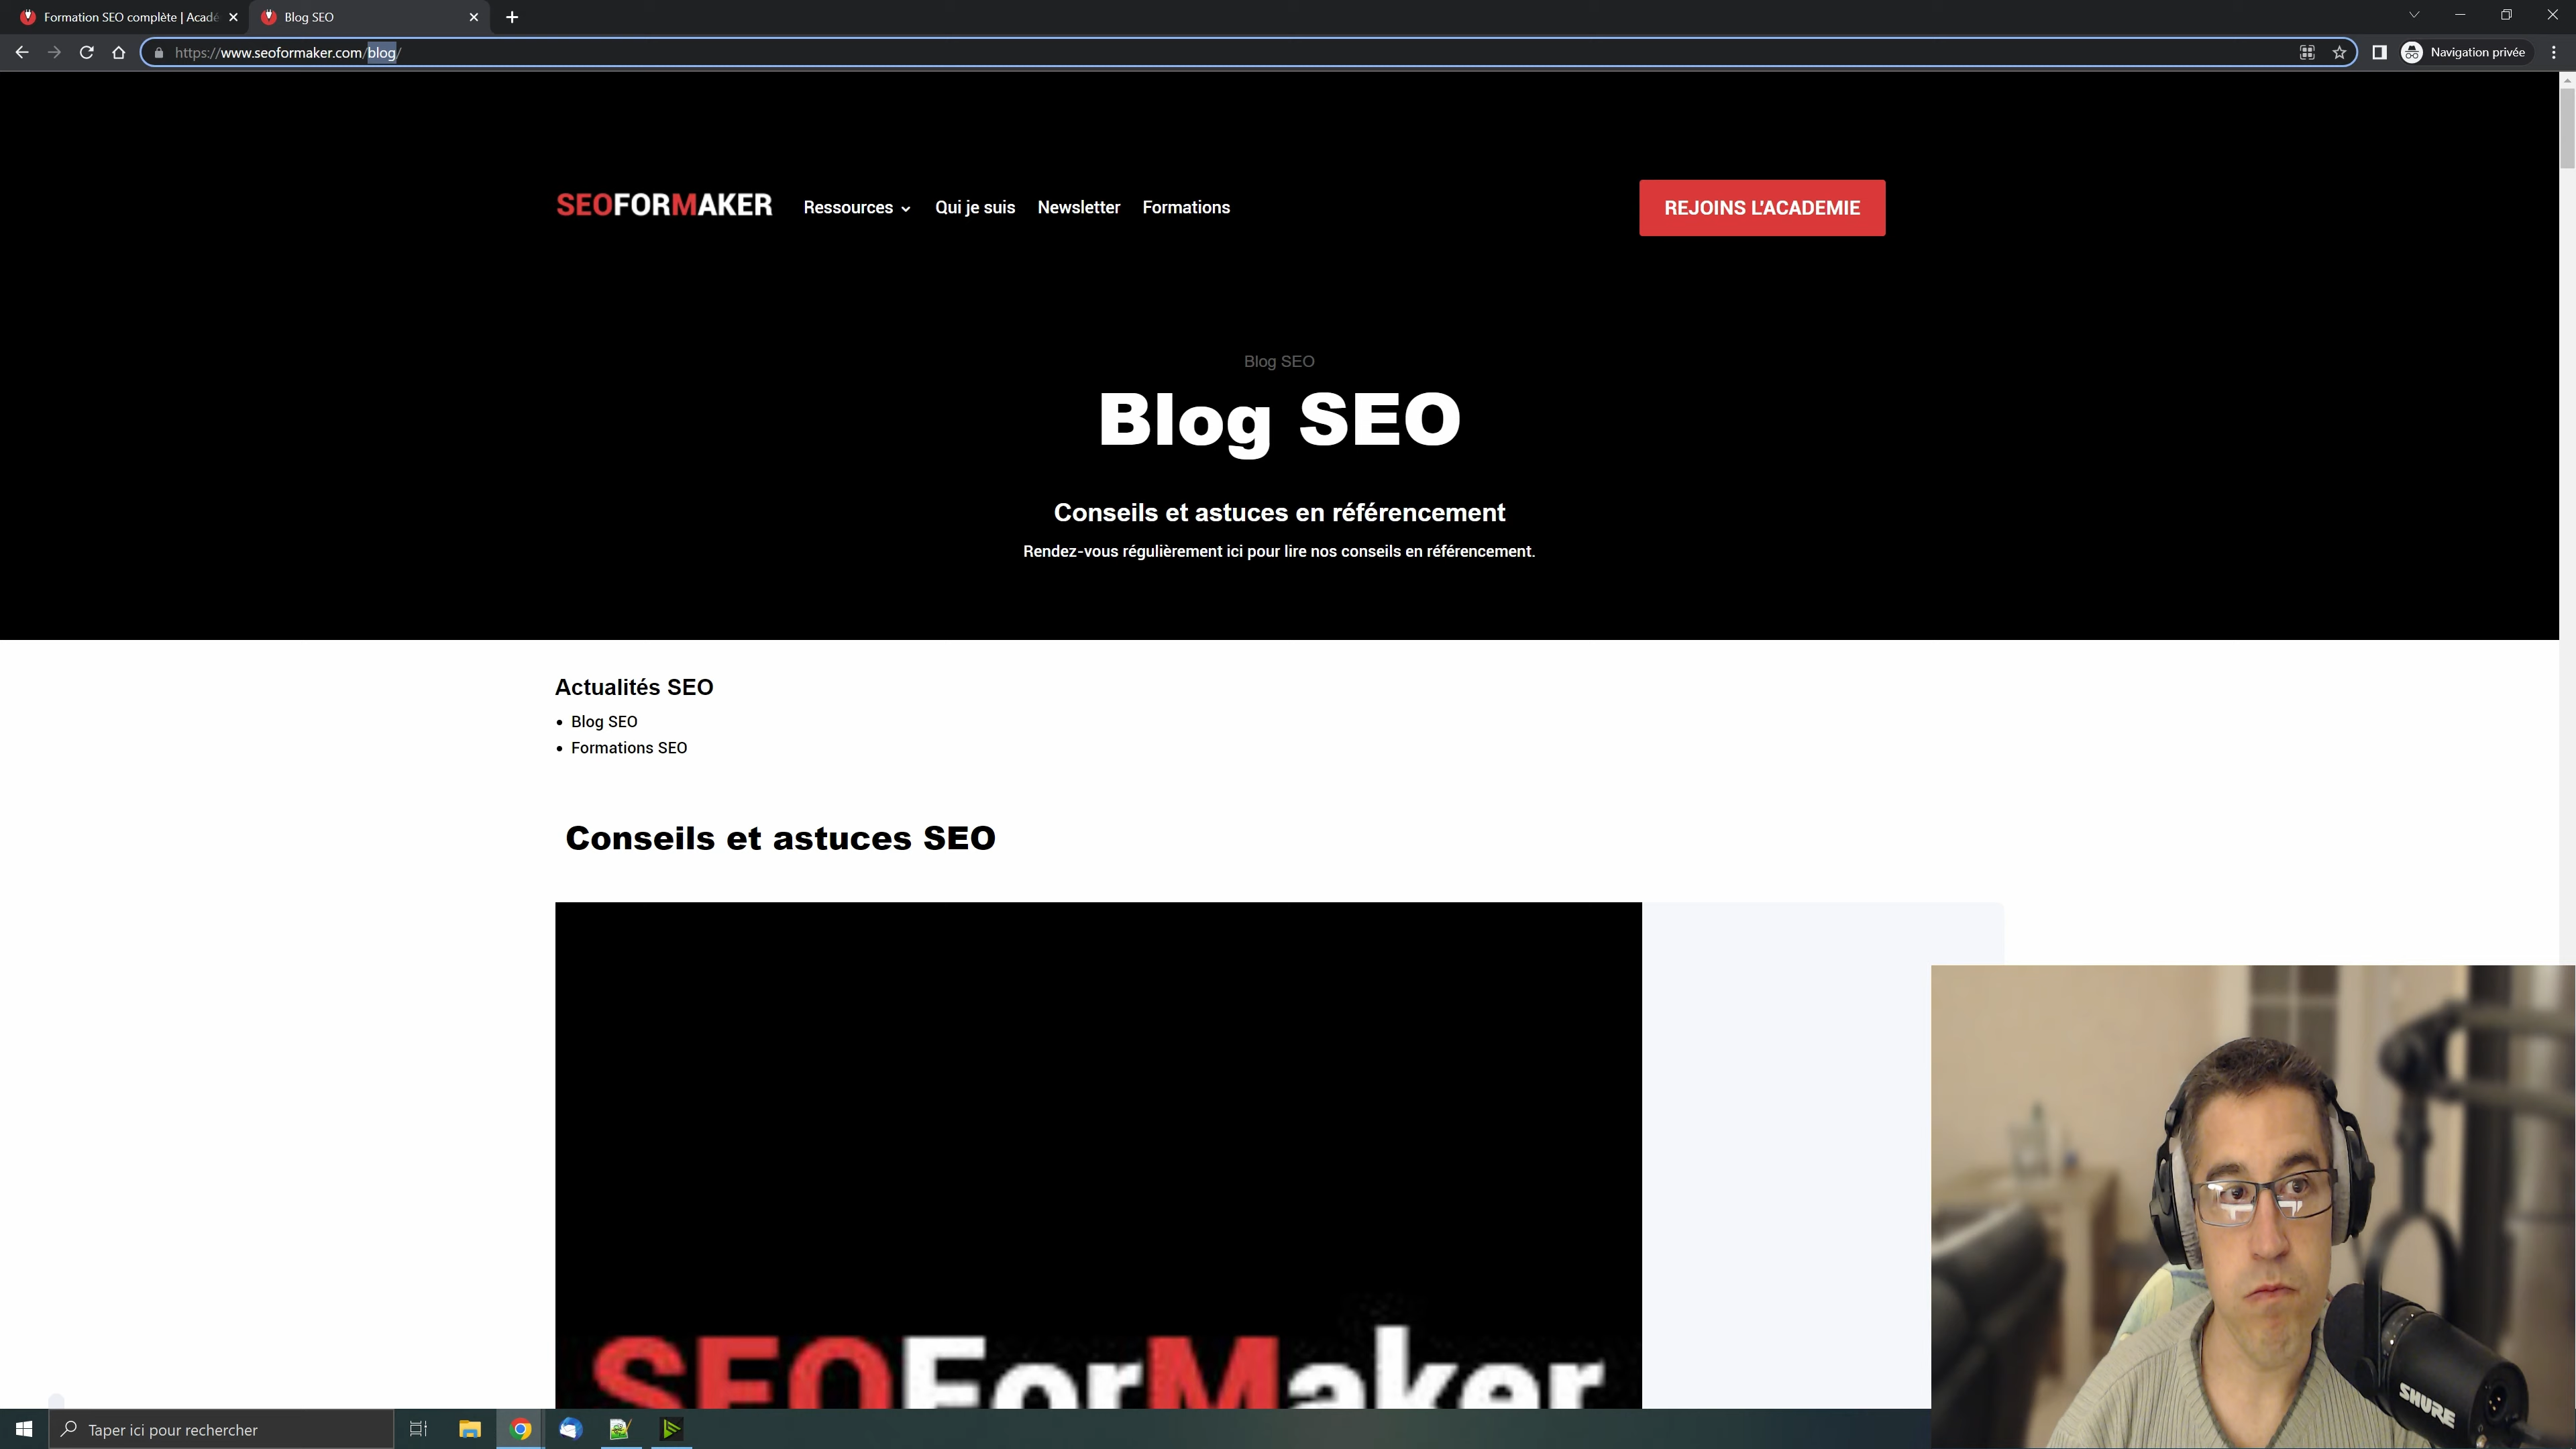 Formation SEO complète | Acadé
Blog SEO
https://www.seoformaker.com/blog/
Navigation privée
SEOFORMAKER
Ressources
Qui je suis
Newsletter
Formations
REJOINS L'ACADEMIE
Blog SEO
Blog SEO
Conseils et astuces en référencement
Rendez-vous régulièrement ici pour lire nos conseils en référencement.
Actualités SEO
• Blog SEO
• Formations SEO
Conseils et astuces SEO
SEOForMaker
SHURE
Taper ici pour rechercher